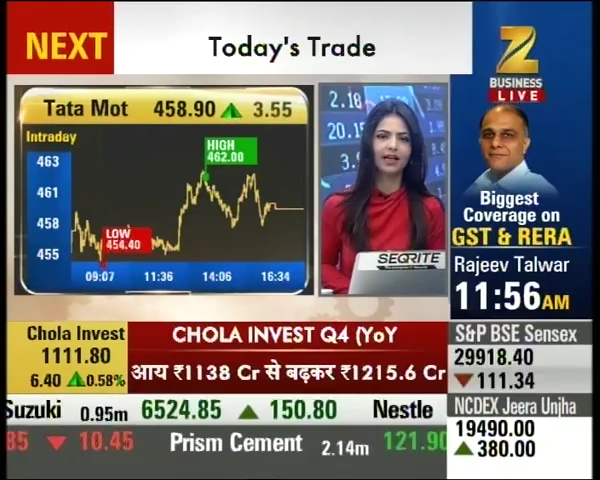 NEXT
Today's Trade
Z
BUSINESS
LIVE
Tata Mot 458.90 3.55
Intraday
463
461
458
455
HIGH
462.00
LOW
454.40
09:07 11:36 14:06 16:34
2.18
20.15
SEQRITE
Biggest
Coverage on
GST & RERA
Rajeev Talwar
11:56 AM
Chola Invest
1111.80
6.40 0.58%
CHOLA INVEST Q4 (YoY
आय ₹1138 Cr से बढ़कर ₹1215.6 Cr
S&P BSE Sensex
29918.40
111.34
Suzuki 0.95m 6524.85 150.80 Nestle
NCDEX Jeera Unjha
19490.00
380.00
85 10.45 Prism Cement 2.14m 121.90